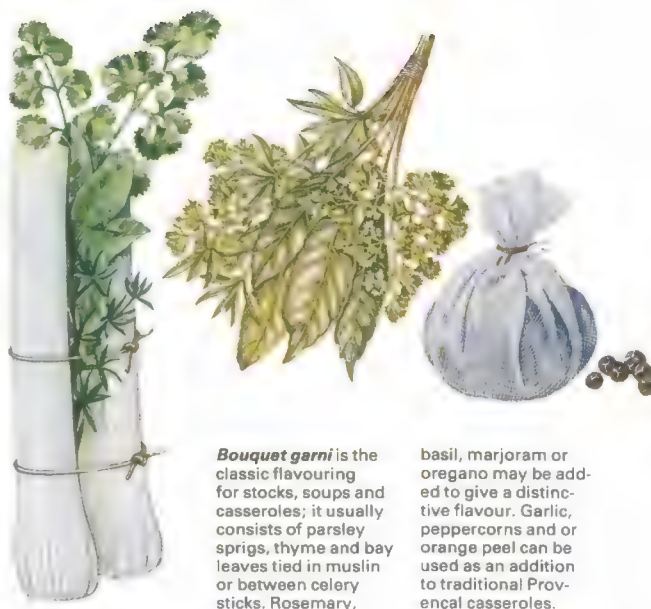 Bouquet garni is the
classic flavouring
for stocks, soups and
casseroles; it usually
consists of parsley
sprigs, thyme and bay
leaves tied in muslin
or between celery
sticks. Rosemary,
basil, marjoram or
oregano may be add-
ed to give a distinc-
tive flavour. Garlic,
peppercorns and or
orange peel can be
used as an addition
to traditional Prov-
encal casseroles.